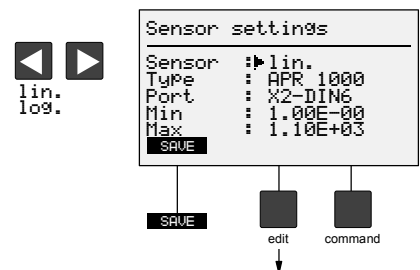 Sensor settings
Sensor :▶lin.
Type : APR 1000
Port : X2-DIN6
Min : 1.00E-00
Max : 1.10E+03
SAVE
lin.
log.
SAVE
edit command